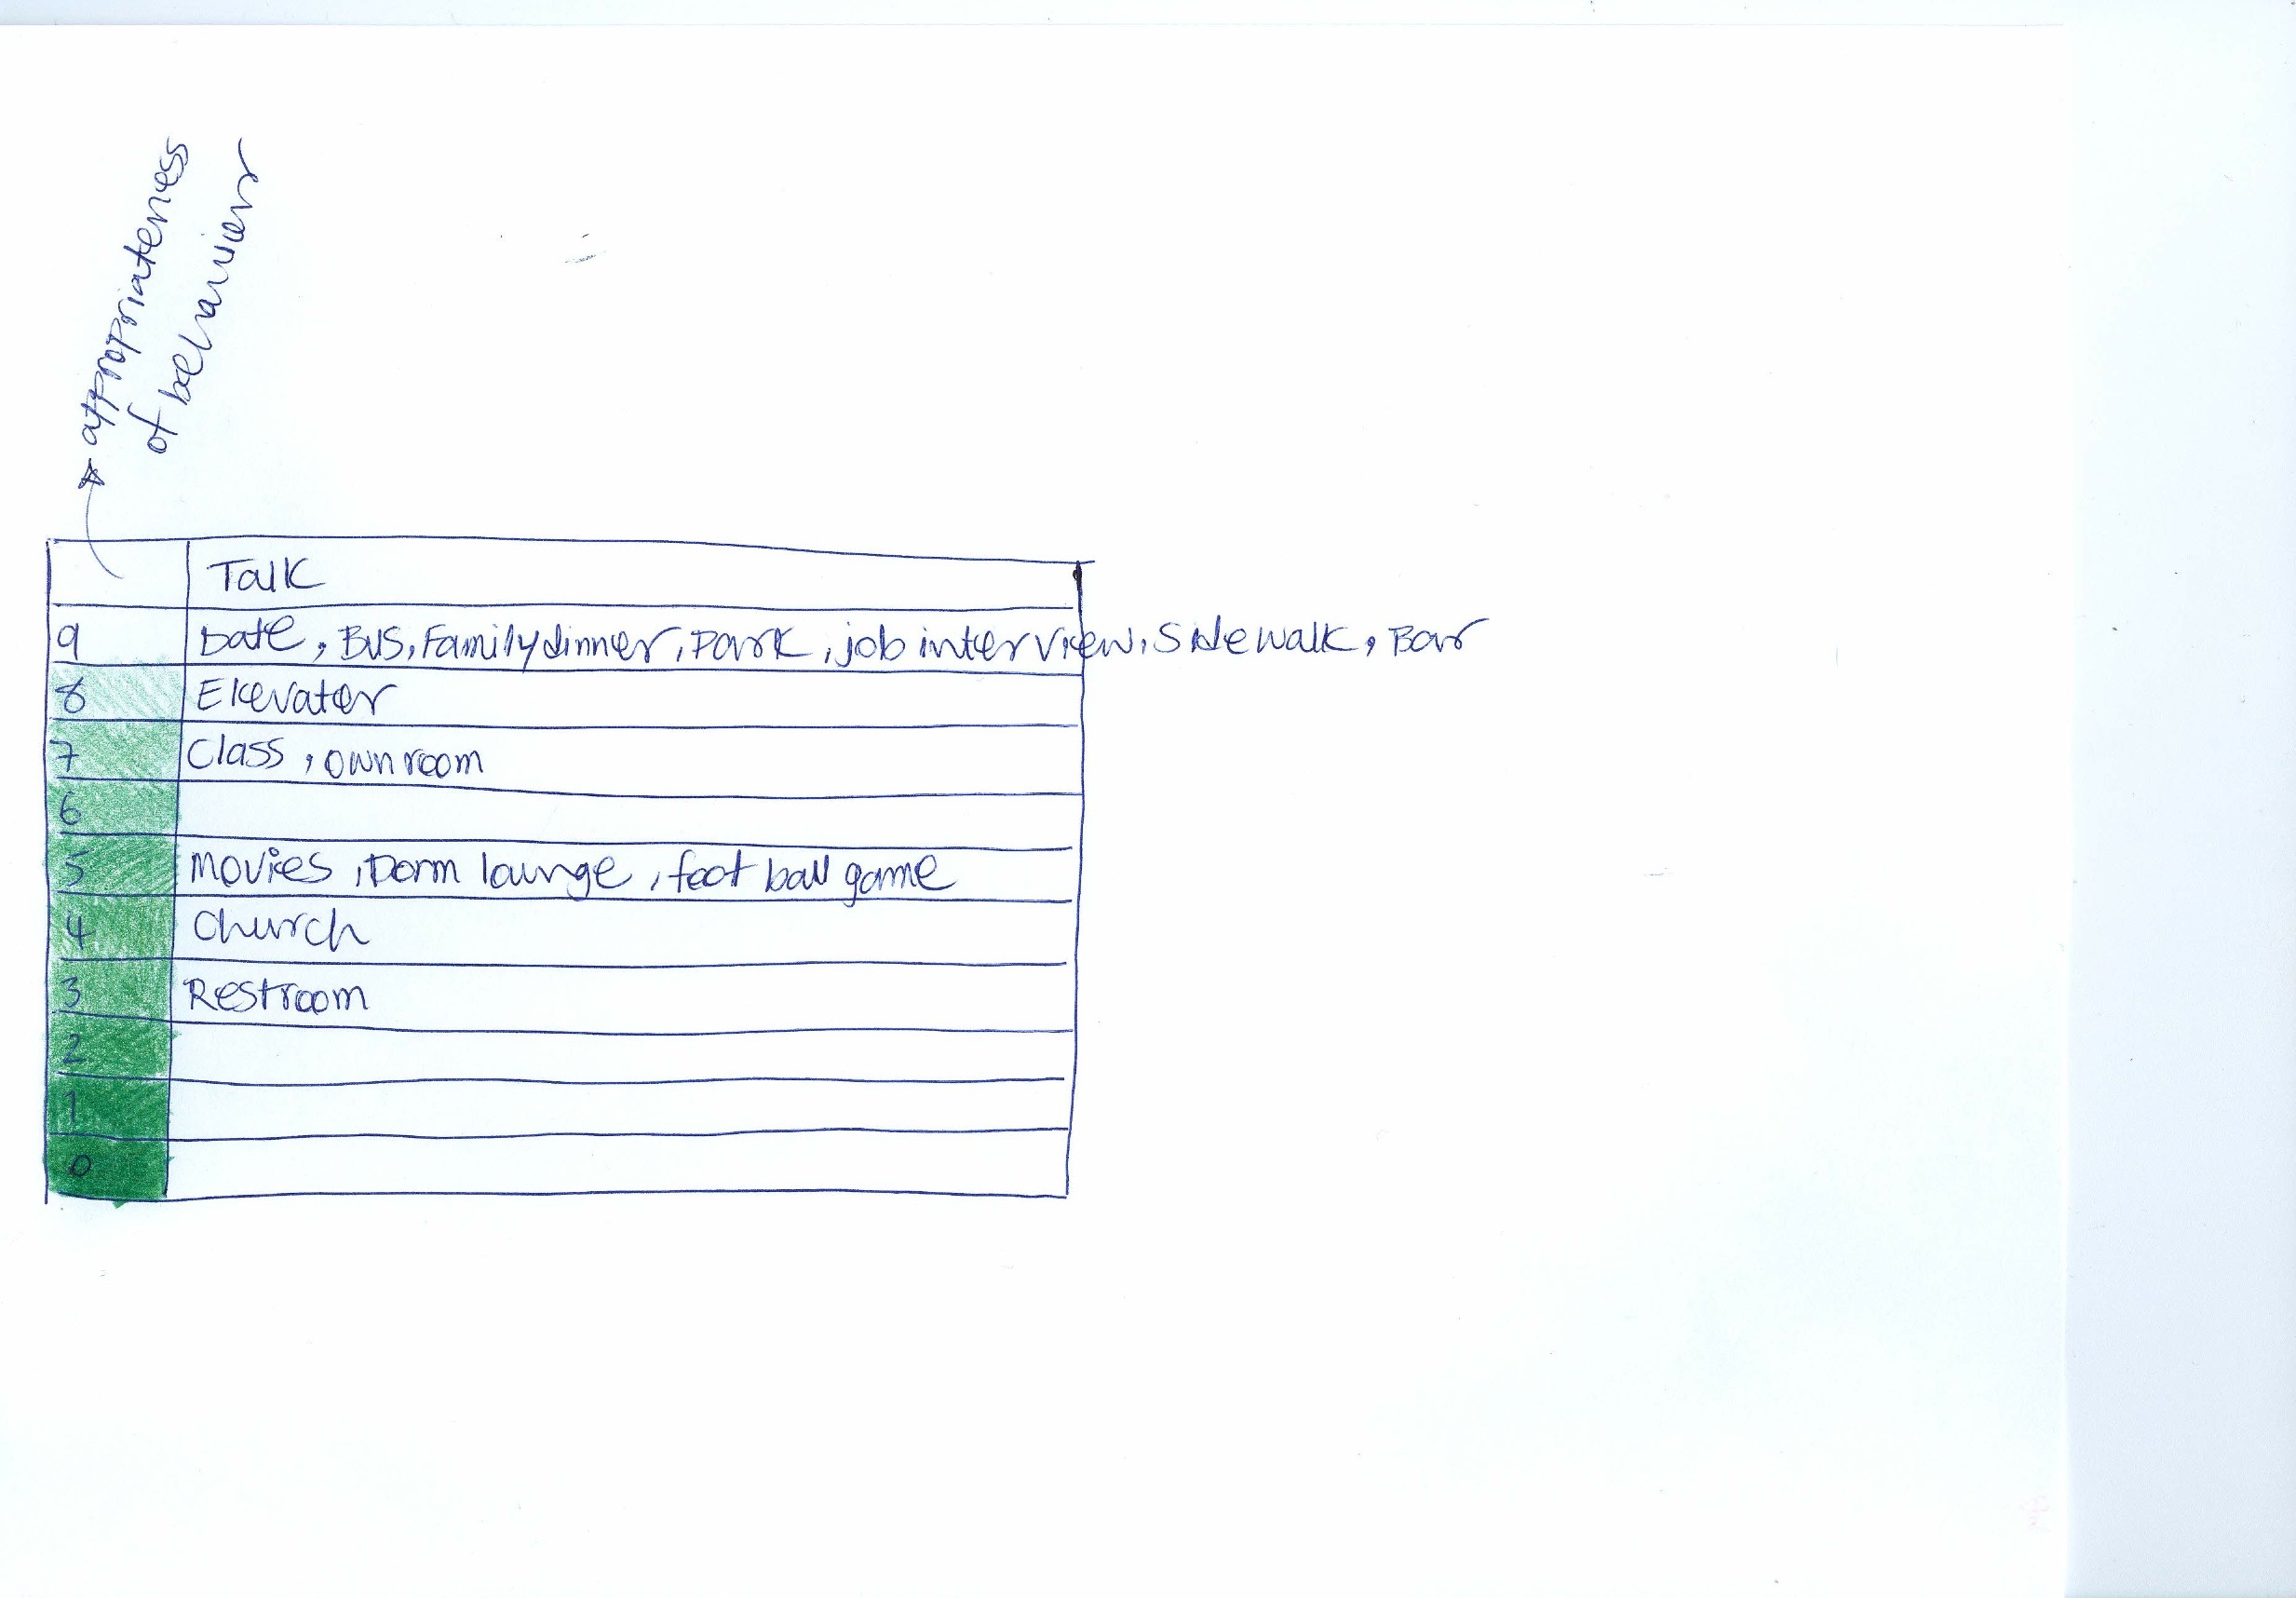 appropriateness
of behaviors
Talk
9 Date, Bus, Family dinner, Park, job interview, Sidewalk, Bar
8 Elevator
7 Class, own room
6
5 movies, Dorm lounge, foot ball game
4 Church
3 Restroom
2
1
0